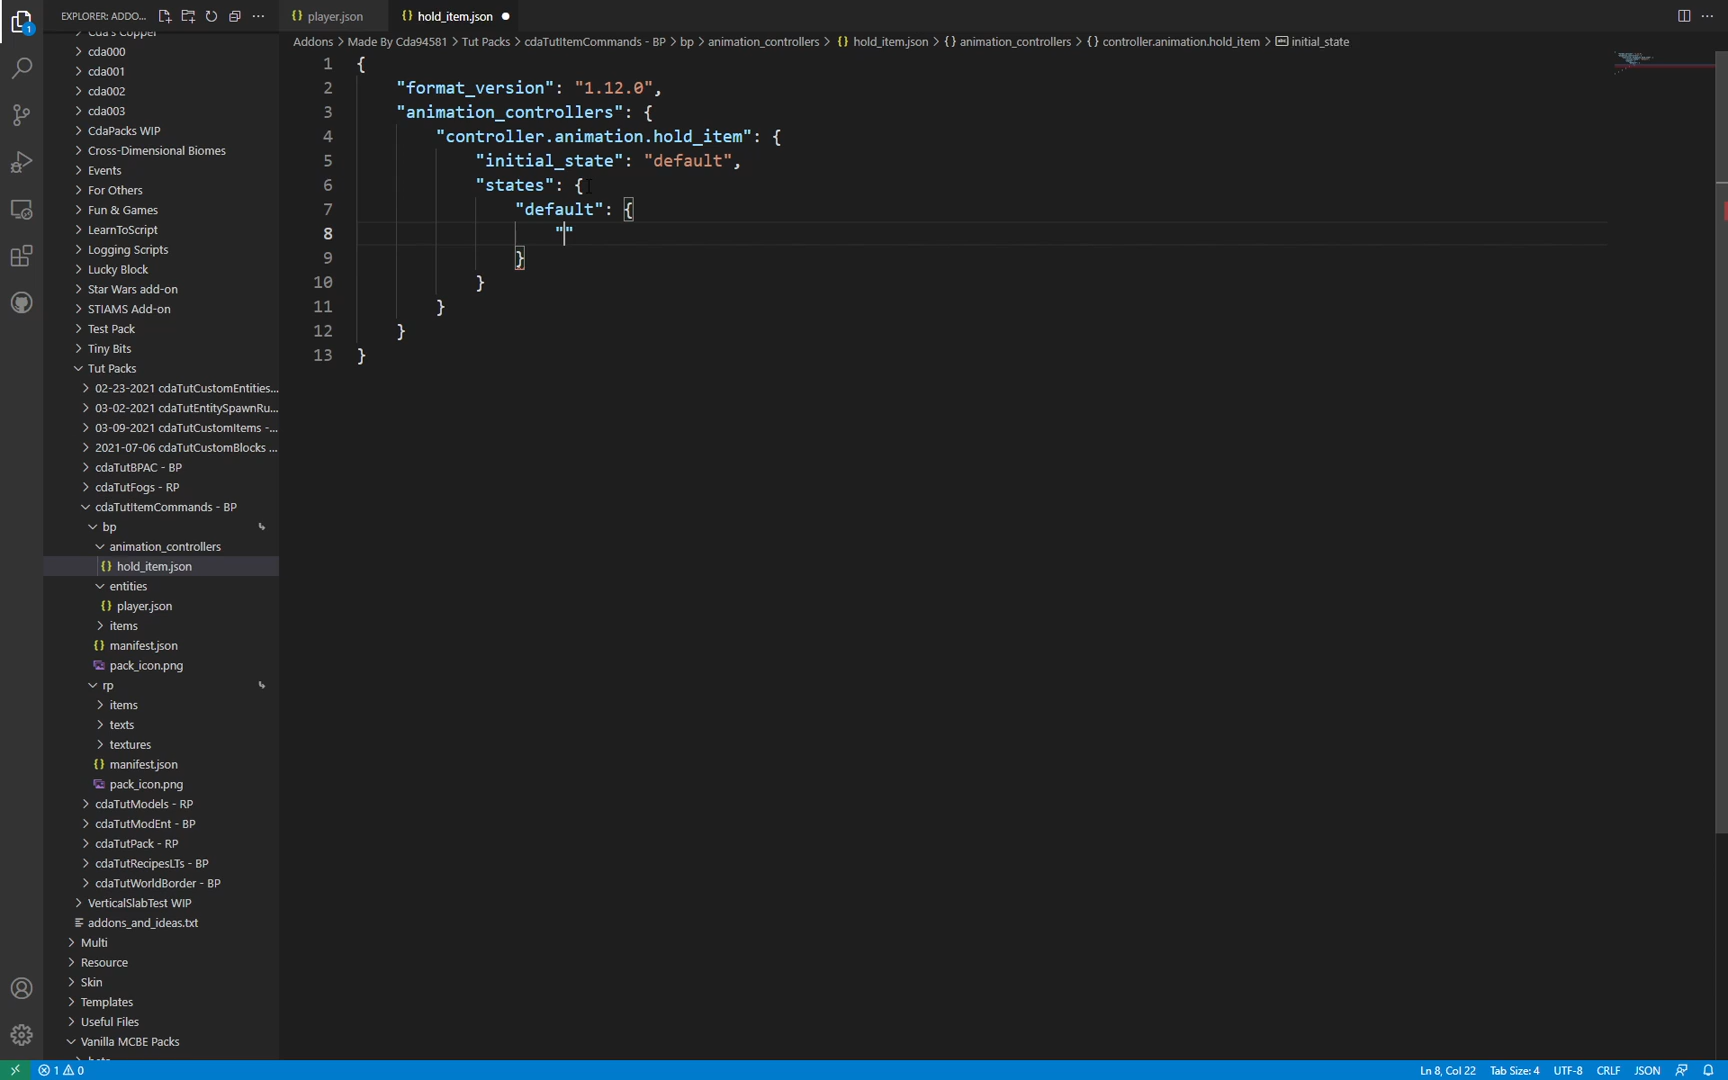 EXPLORER: ADDO...
player.json
hold_item.json
Addons > Made By Cda94581 > Tut Packs > cdaTutItemCommands - BP > bp > animation_controllers > {} hold_item.json > {} animation_controllers > {} controller.animation.hold_item > initial_state
Cda's Copper
cda000
cda001
cda002
cda003
CdaPacks WIP
Cross-Dimensional Biomes
Events
For Others
Fun & Games
LearnToScript
Logging Scripts
Lucky Block
Star Wars add-on
STIAMS Add-on
Test Pack
Tiny Bits
Tut Packs
02-23-2021 cdaTutCustomEntities...
03-02-2021 cdaTutEntitySpawnRu...
03-09-2021 cdaTutCustomItems -...
2021-07-06 cdaTutCustomBlocks ...
cdaTutBPAC - BP
cdaTutFogs - RP
cdaTutItemCommands - BP
bp
animation_controllers
{} hold_item.json
entities
{} player.json
items
{} manifest.json
pack_icon.png
rp
items
texts
textures
{} manifest.json
pack_icon.png
cdaTutModels - RP
cdaTutModEnt - BP
cdaTutPack - RP
cdaTutRecipesLTs - BP
cdaTutWorldBorder - BP
VerticalSlabTest WIP
addons_and_ideas.txt
Multi
Resource
Skin
Templates
Useful Files
Vanilla MCBE Packs
1 {
2 "format_version": "1.12.0",
3 "animation_controllers": {
4 "controller.animation.hold_item": {
5 "initial_state": "default",
6 "states": {
7 "default": {
8 ""
9 }
10 }
11 }
12 }
13 }
1 0
Ln 8, Col 22 Tab Size: 4 UTF-8 CRLF JSON